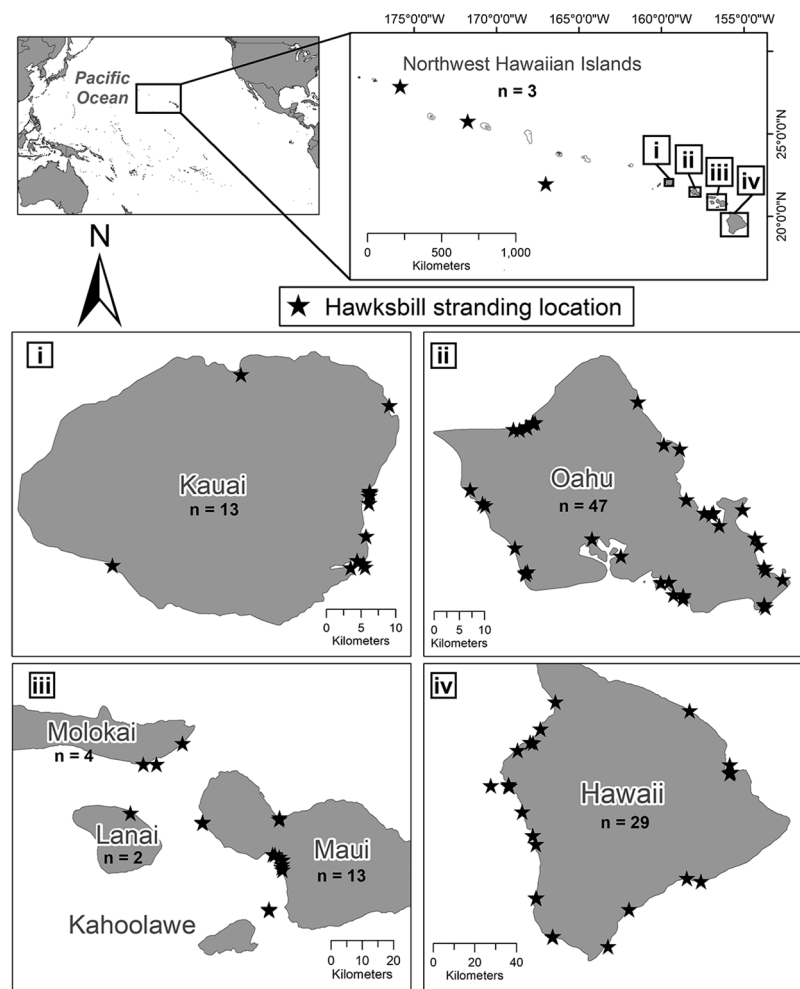 175°0'0"W 170°0'0"W 165°0'0"W 160°0'0"W 155°0'0"W
Pacific
Ocean
Northwest Hawaiian Islands
n = 3
25°0'0"N
20°0'0"N
i
ii
iii
iv
0 500 1,000
Kilometers
N
Hawksbill stranding location
i
Kauai
n = 13
0 5 10
Kilometers
ii
Oahu
n = 47
0 5 10
Kilometers
iii
Molokai
n = 4
Lanai
n = 2
Maui
n = 13
Kahoolawe
0 10 20
Kilometers
iv
Hawaii
n = 29
0 20 40
Kilometers